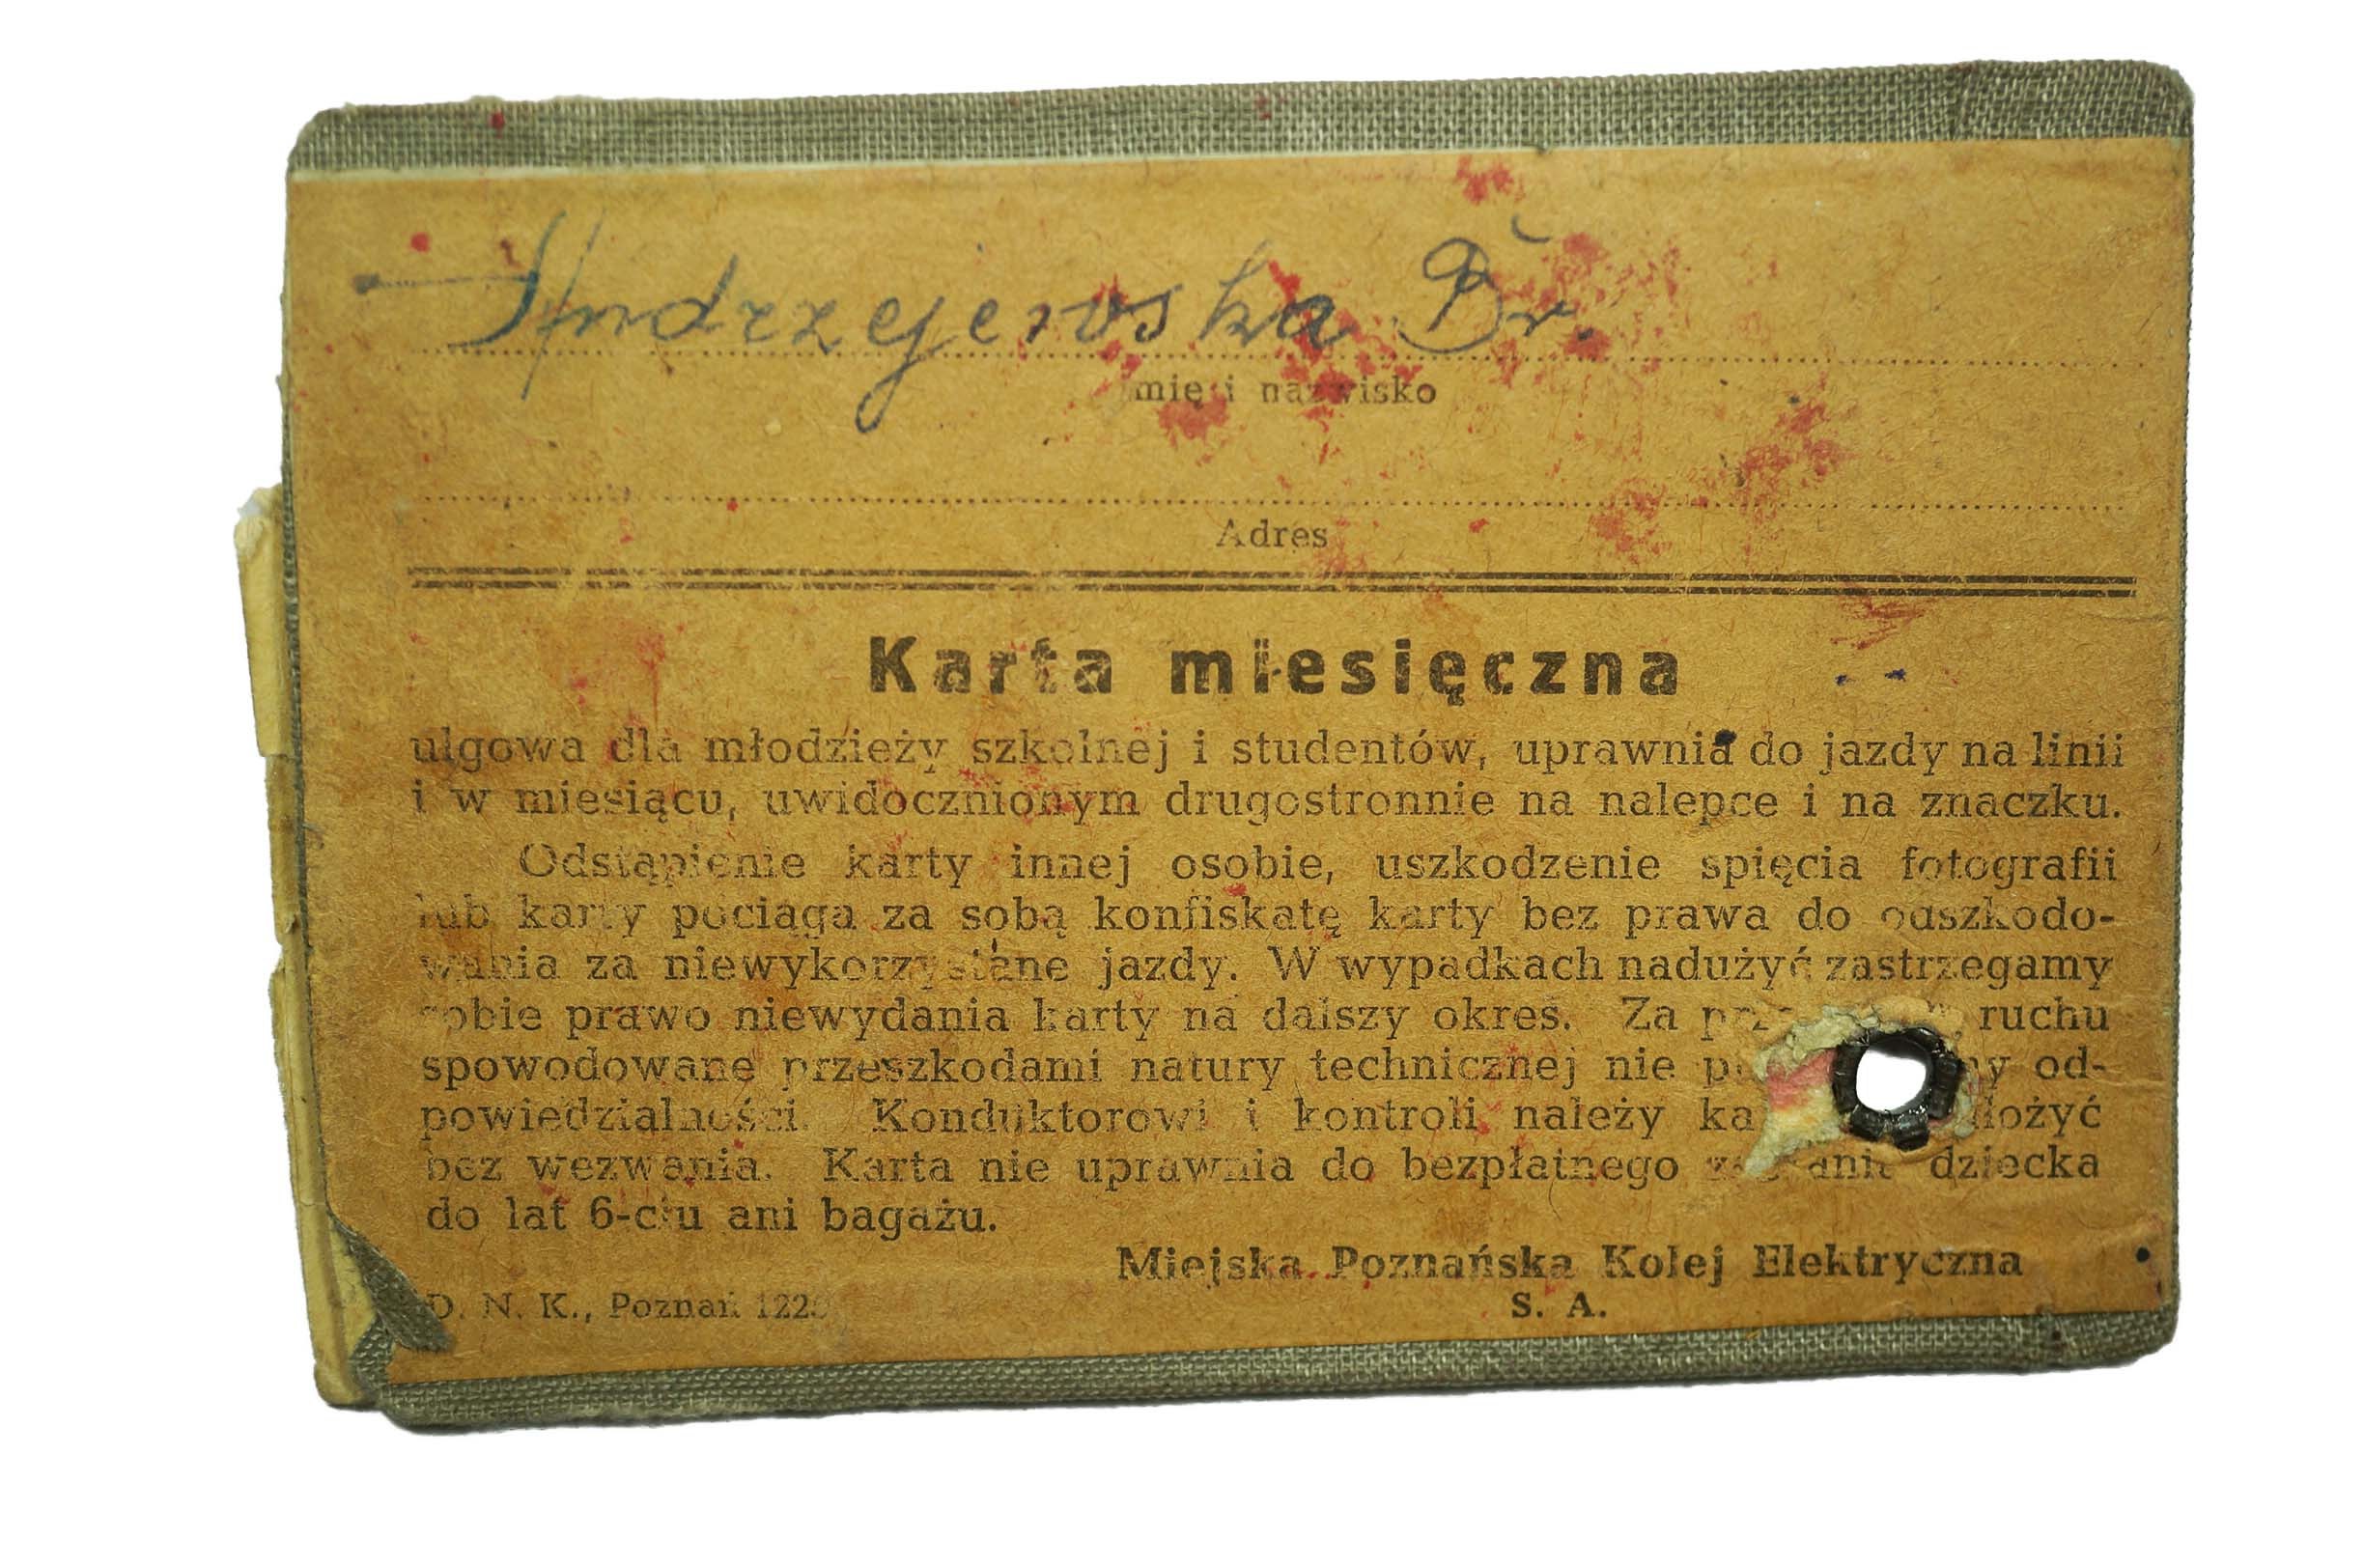 Andrzejewska Br.
Imię i nazwisko
Adres
Karta miesięczna
ulgowa dla młodzieży szkolnej i studentów, uprawnia do jazdy na linii
i w miesiącu, uwidocznionym drugostronnie na nalepce i na znaczku.
Odstąpienie karty innej osobie, uszkodzenie spięcia fotografii
lub karty pociąga za sobą konfiskatę karty bez prawa do odszkodo-
wania za niewykorzystane jazdy. W wypadkach nadużyć zastrzegamy
sobie prawo niewydania karty na dalszy okres. Za ruchu
spowodowane przeszkodami natury technicznej nie od-
powiedzialności. Konduktorowi i kontroli należy
bez wezwania. Karta nie uprawnia do bezpłatnego dziecka
do lat 6-ciu ani bagażu.
Miejska Poznańska Kolej Elektryczna
S. A.
D. N. K., Poznań